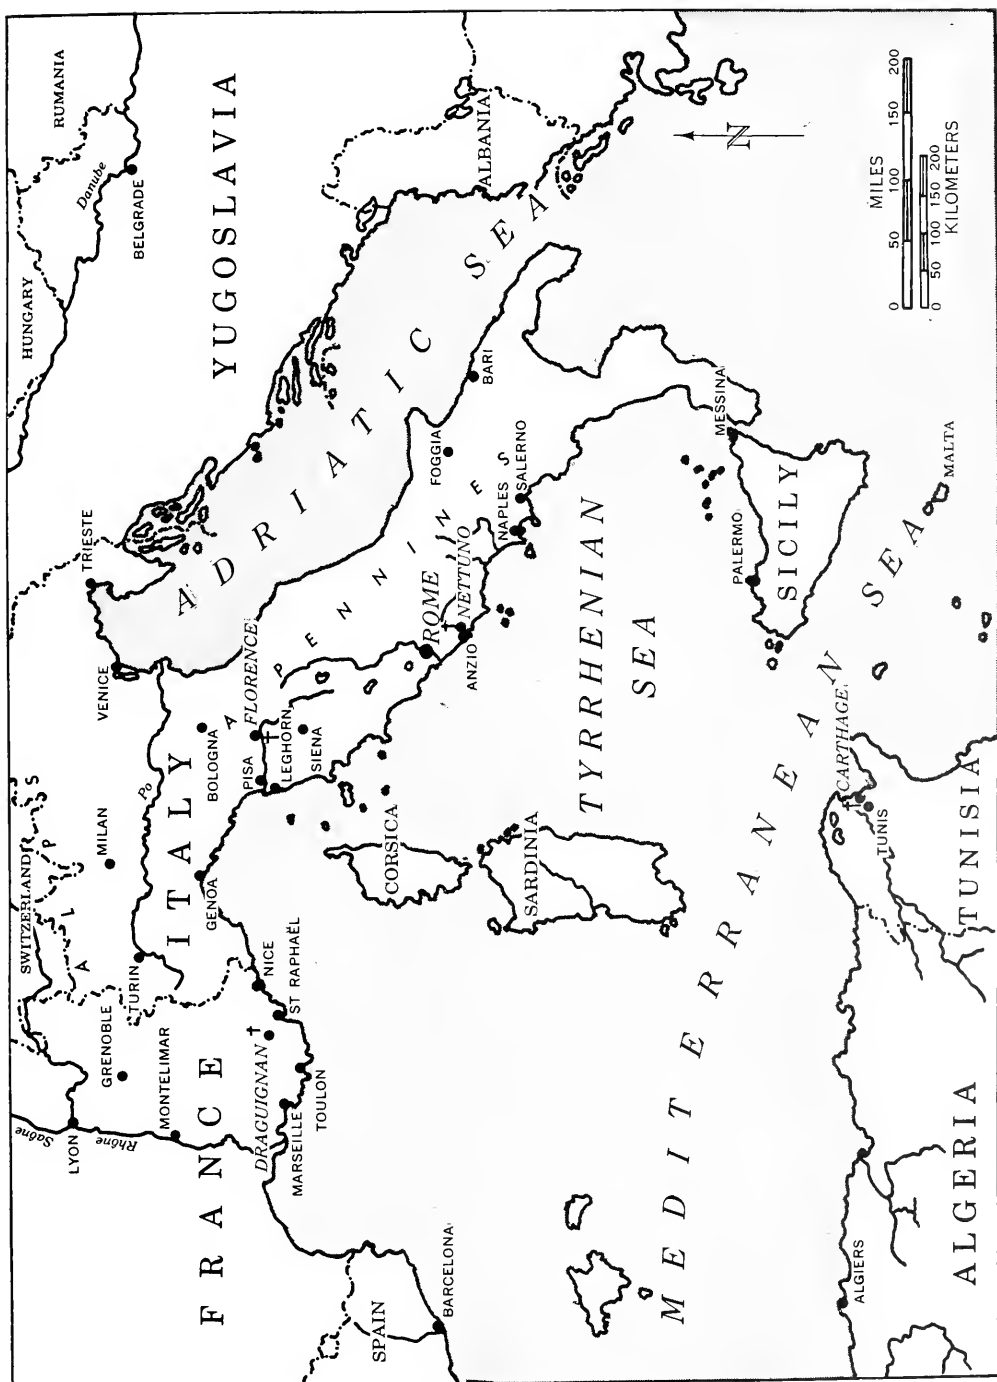 SWITZERLAND
ALPS
HUNGARY
RUMANIA
Danube
BELGRADE
YUGOSLAVIA
TRIESTE
VENICE
MILAN
TURIN
Po
ITALY
GENOA
BOLOGNA
FLORENCE
PISA
LEGHORN
SIENA
APENNINES
ROME
NETTUNO
ANZIO
FOGGIA
NAPLES
SALERNO
BARI
ADRIATIC SEA
ALBANIA
Saône
LYON
Rhône
GRENOBLE
MONTELIMAR
FRANCE
DRAGUIGNAN
NICE
ST RAPHAËL
MARSEILLE
TOULON
SPAIN
BARCELONA
CORSICA
SARDINIA
TYRRHENIAN
SEA
MESSINA
PALERMO
SICILY
MALTA
MEDITERRANEAN SEA
ALGIERS
ALGERIA
CARTHAGE
TUNIS
TUNISIA
N
MILES
0 50 100 150 200
0 50 100 150 200
KILOMETERS